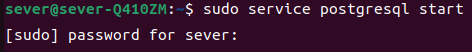 sever@sever-Q410ZM:~$ sudo service postgresql start
[sudo] password for sever: